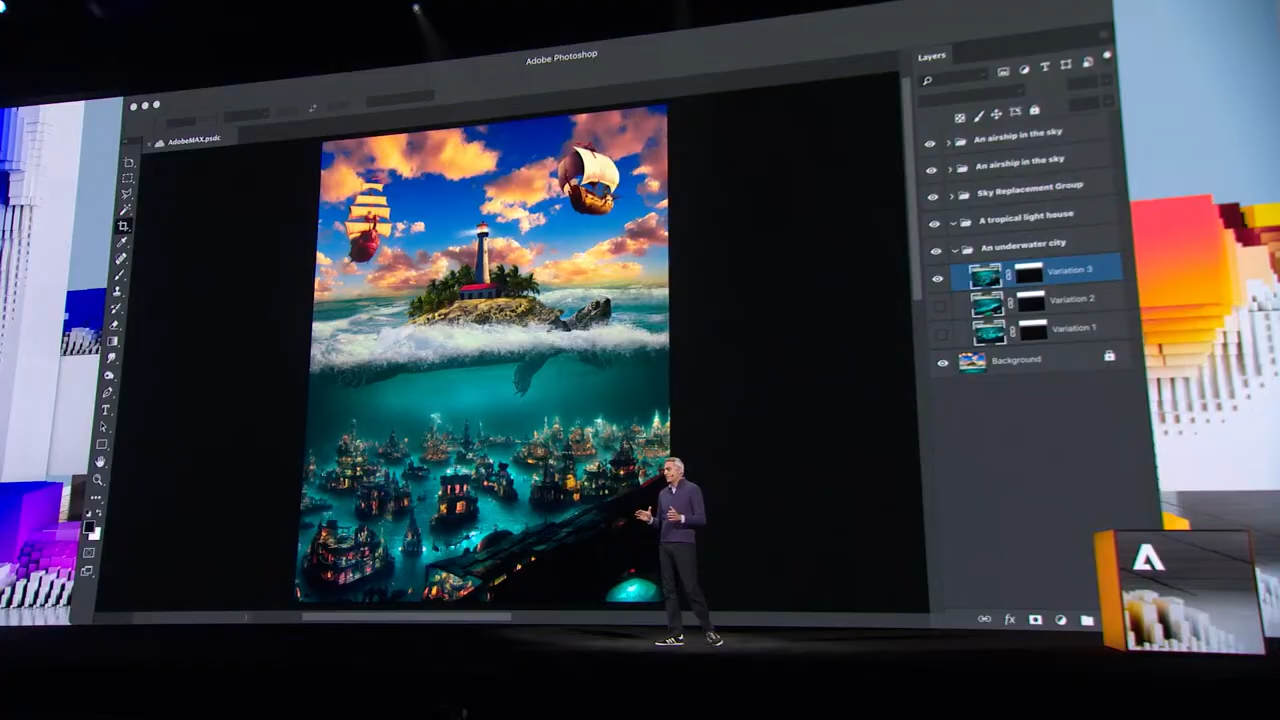 Adobe Photoshop
AdobeMAX.psdc
Layers
An airship in the sky
An airship in the sky
Sky Replacement Group
A tropical light house
An underwater city
Variation 3
Variation 2
Variation 1
Background
fx